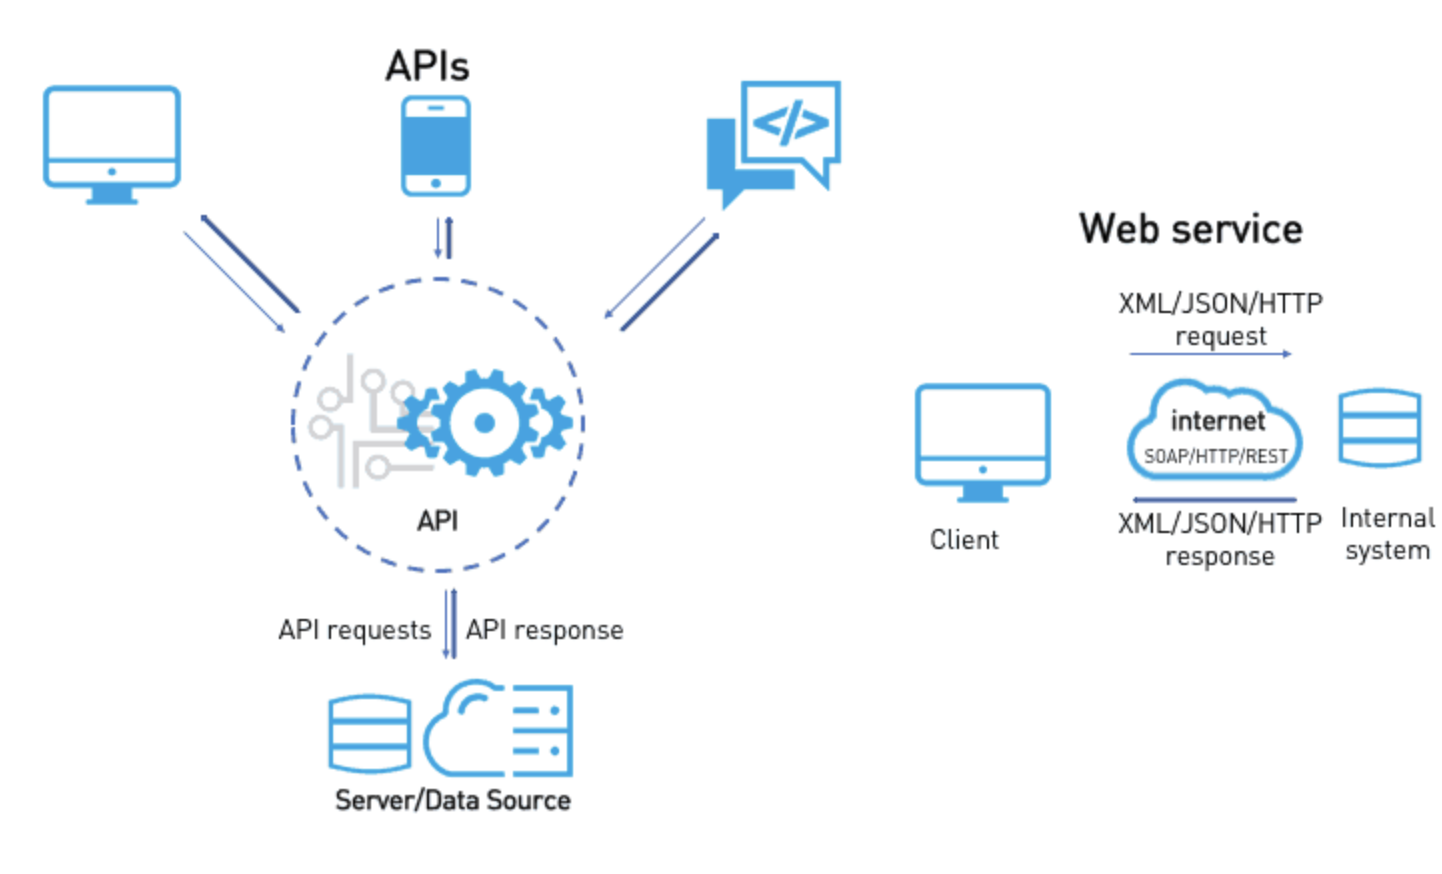 APIs
</>
API
API requests
API response
Server/Data Source
Web service
XML/JSON/HTTP
request
internet
SOAP/HTTP/REST
XML/JSON/HTTP
response
Client
Internal
system